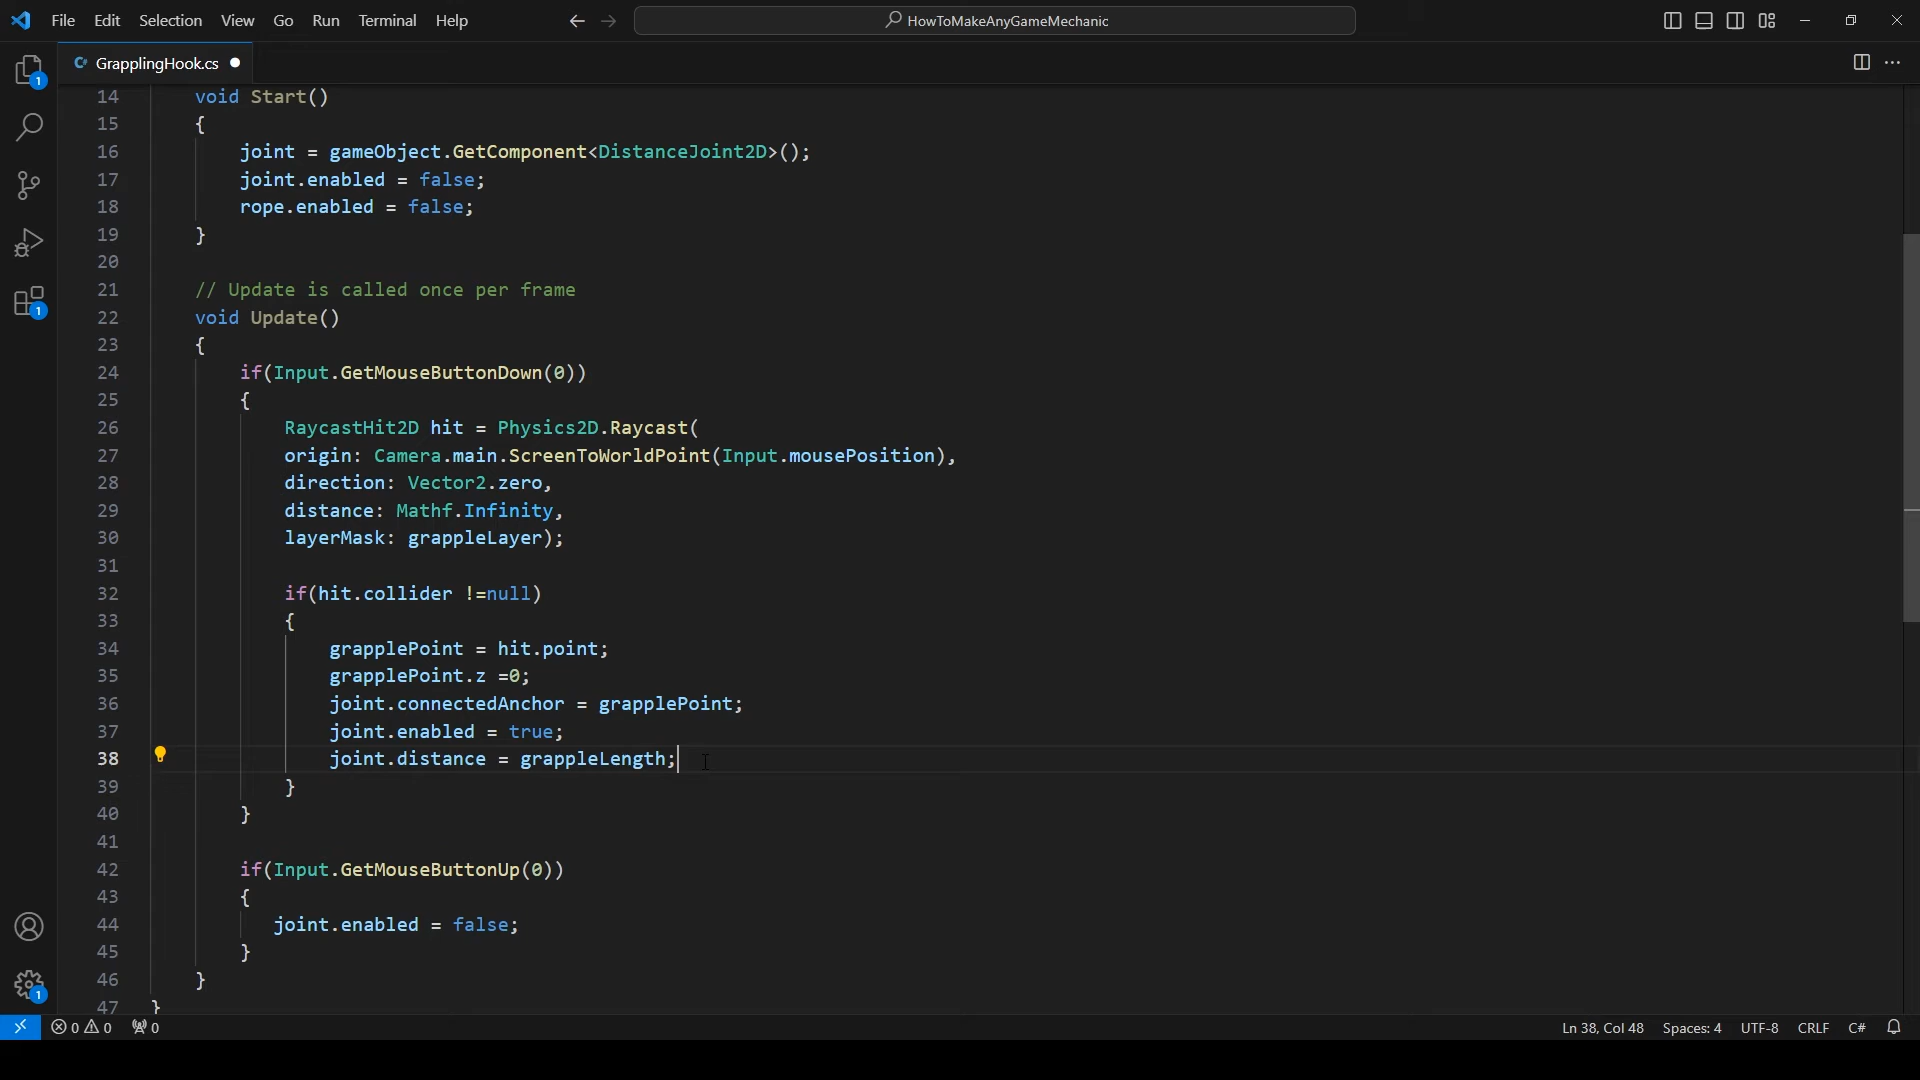 File Edit Selection View Go Run Terminal Help
HowToMakeAnyGameMechanic
GrapplingHook.cs
14 void Start()
15 {
16 joint = gameObject.GetComponent<DistanceJoint2D>();
17 joint.enabled = false;
18 rope.enabled = false;
19 }
20
21 // Update is called once per frame
22 void Update()
23 {
24 if(Input.GetMouseButtonDown(0))
25 {
26 RaycastHit2D hit = Physics2D.Raycast(
27 origin: Camera.main.ScreenToWorldPoint(Input.mousePosition),
28 direction: Vector2.zero,
29 distance: Mathf.Infinity,
30 layerMask: grappleLayer);
31
32 if(hit.collider !=null)
33 {
34 grapplePoint = hit.point;
35 grapplePoint.z =0;
36 joint.connectedAnchor = grapplePoint;
37 joint.enabled = true;
38 joint.distance = grappleLength;
39 }
40 }
41
42 if(Input.GetMouseButtonUp(0))
43 {
44 joint.enabled = false;
45 }
46 }
47 }
1
1
1
0 0 0
Ln 38, Col 48 Spaces: 4 UTF-8 CRLF C#